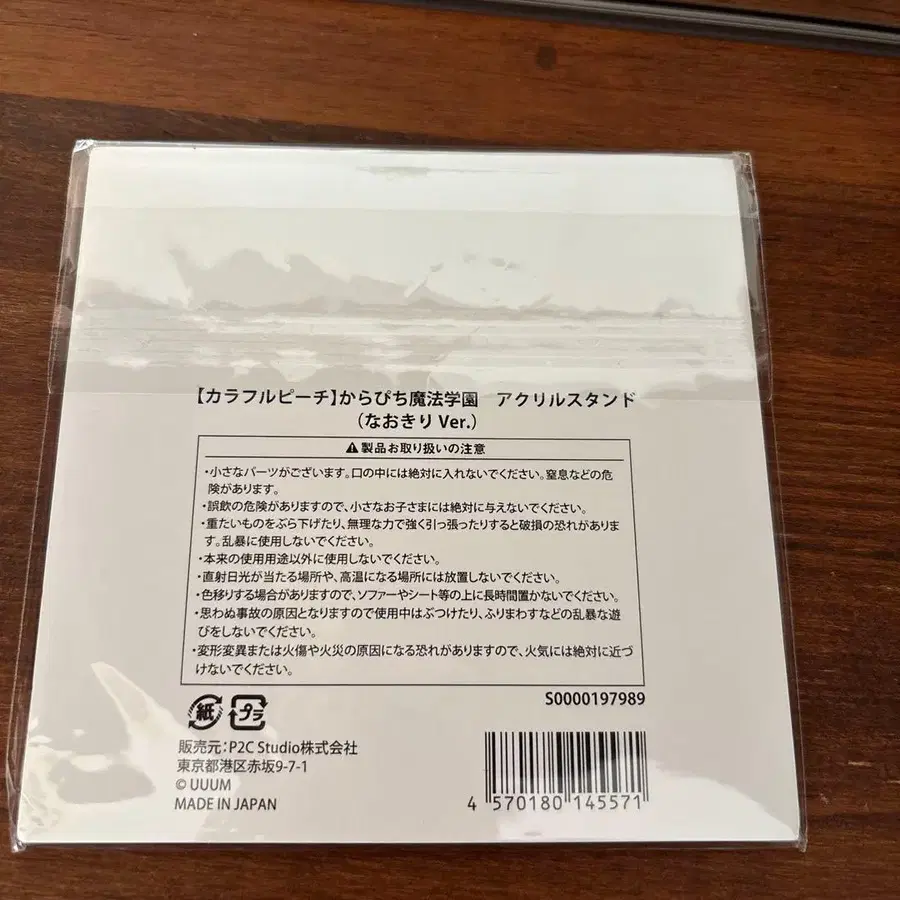 【カラフルピーチ】からぴち魔法学園　アクリルスタンド
（なおきり Ver.）
⚠製品お取り扱いの注意
・小さなパーツがございます。口の中には絶対に入れないでください。窒息などの危
険があります。
・誤飲の危険がありますので、小さなお子さまには絶対に与えないでください。
・重たいものをぶら下げたり、無理な力で強く引っ張ったりすると破損の恐れがありま
す。乱暴に使用しないでください。
・本来の使用用途以外に使用しないでください。
・直射日光が当たる場所や、高温になる場所には放置しないでください。
・色移りする場合がありますので、ソファーやシート等の上に長時間置かないでください。
・思わぬ事故の原因となりますので使用中はぶつけたり、ふりまわすなどの乱暴な遊
びをしないでください。
・変形変異または火傷や火災の原因になる恐れがありますので、火気には絶対に近づ
けないでください。
S0000197989
紙 プラ
販売元：P2C Studio株式会社
東京都港区赤坂9-7-1
© UUUM
MADE IN JAPAN
4 570180 145571